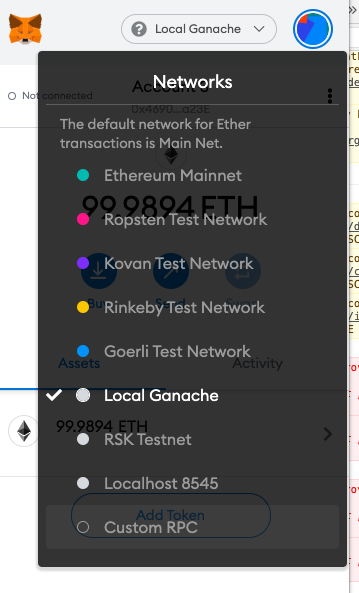 Local Ganache
Networks
Not connected
Account
0x4690...a23E
The default network for Ether
transactions is Main Net.
Ethereum Mainnet
99.9894 ETH
Ropsten Test Network
Kovan Test Network
Buy Send
Rinkeby Test Network
Goerli Test Network
Assets Activity
Local Ganache
99.9894 ETH
RSK Testnet
Localhost 8545
Add Token
Custom RPC